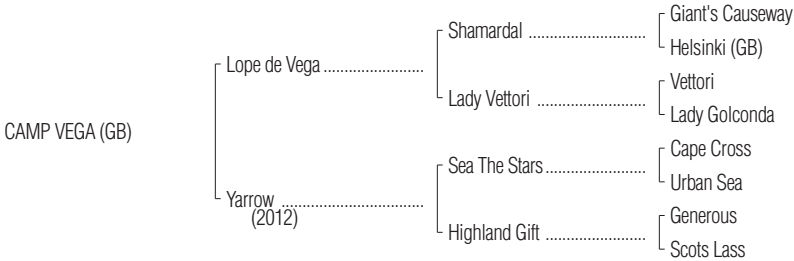 Giant's Causeway
Shamardal ................................
Helsinki (GB)
Lope de Vega ...........................
Vettori
Lady Vettori .............................
Lady Golconda
CAMP VEGA (GB)
Cape Cross
Sea The Stars ...........................
Urban Sea
Yarrow ......................................
(2012)
Generous
Highland Gift ...........................
Scots Lass